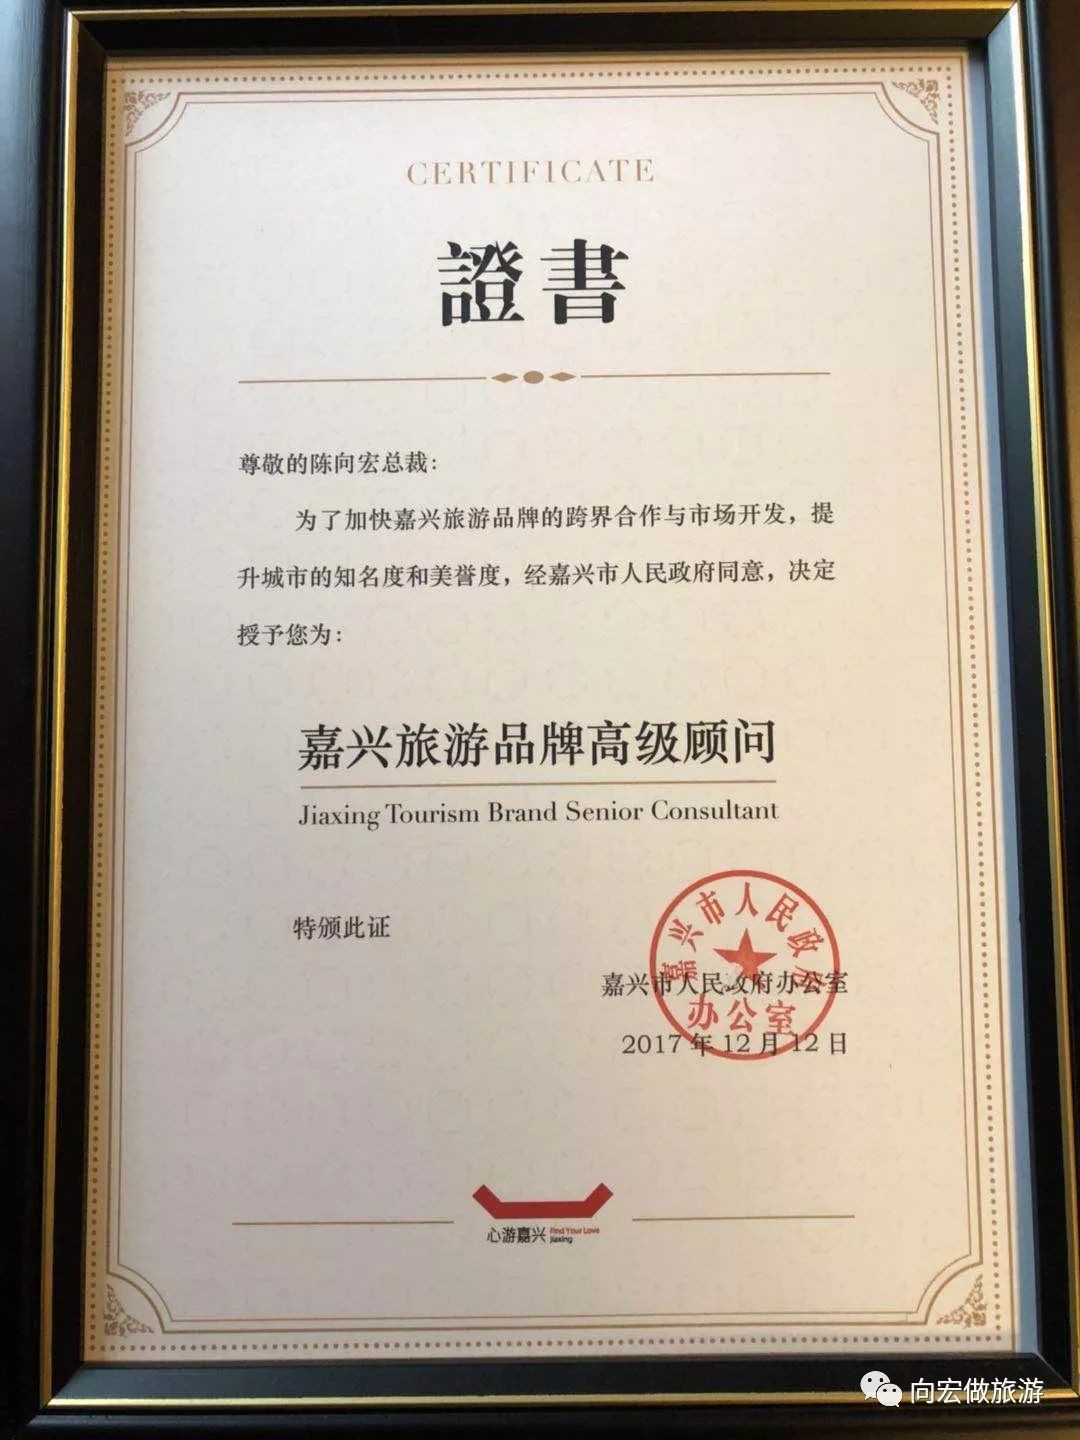 CERTIFICATE
證書
尊敬的陈向宏总裁：
为了加快嘉兴旅游品牌的跨界合作与市场开发，提
升城市的知名度和美誉度，经嘉兴市人民政府同意，决定
授予您为：
嘉兴旅游品牌高级顾问
Jiaxing Tourism Brand Senior Consultant
特颁此证
嘉兴市人民政府
办公室
嘉兴市人民政府办公室
2017年12月12日
心游嘉兴 Find Your Love
Jiaxing
向宏做旅游